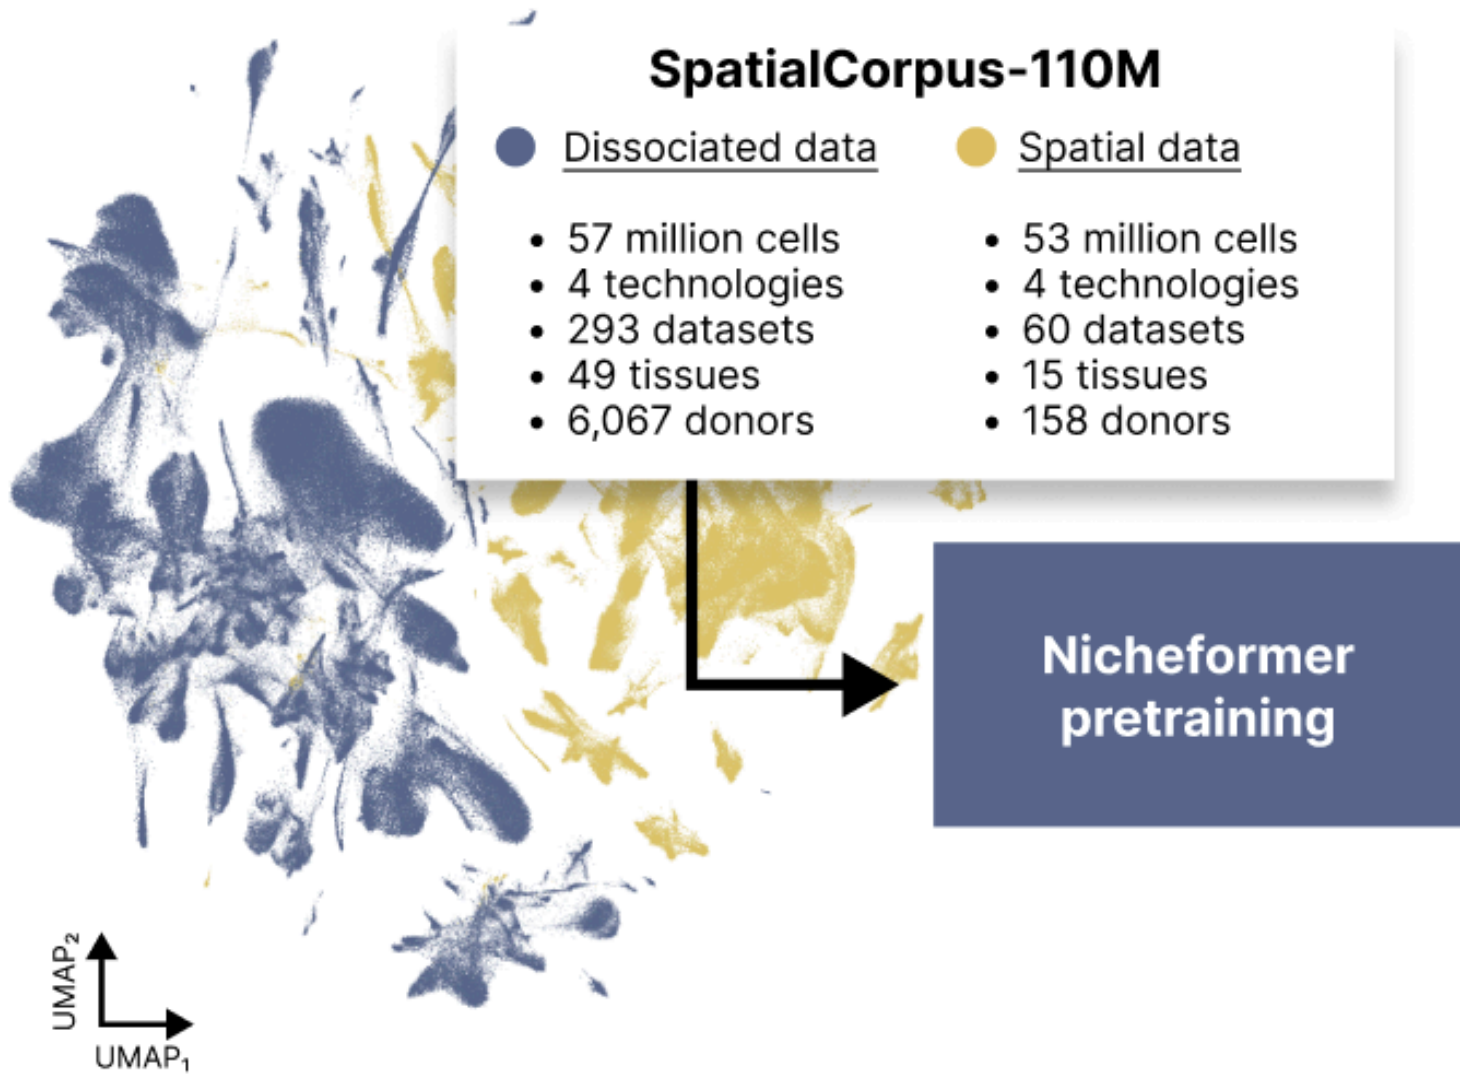 SpatialCorpus-110M
Dissociated data
• 57 million cells
• 4 technologies
• 293 datasets
• 49 tissues
• 6,067 donors
Spatial data
• 53 million cells
• 4 technologies
• 60 datasets
• 15 tissues
• 158 donors
Nicheformer
pretraining
UMAP₂
UMAP₁